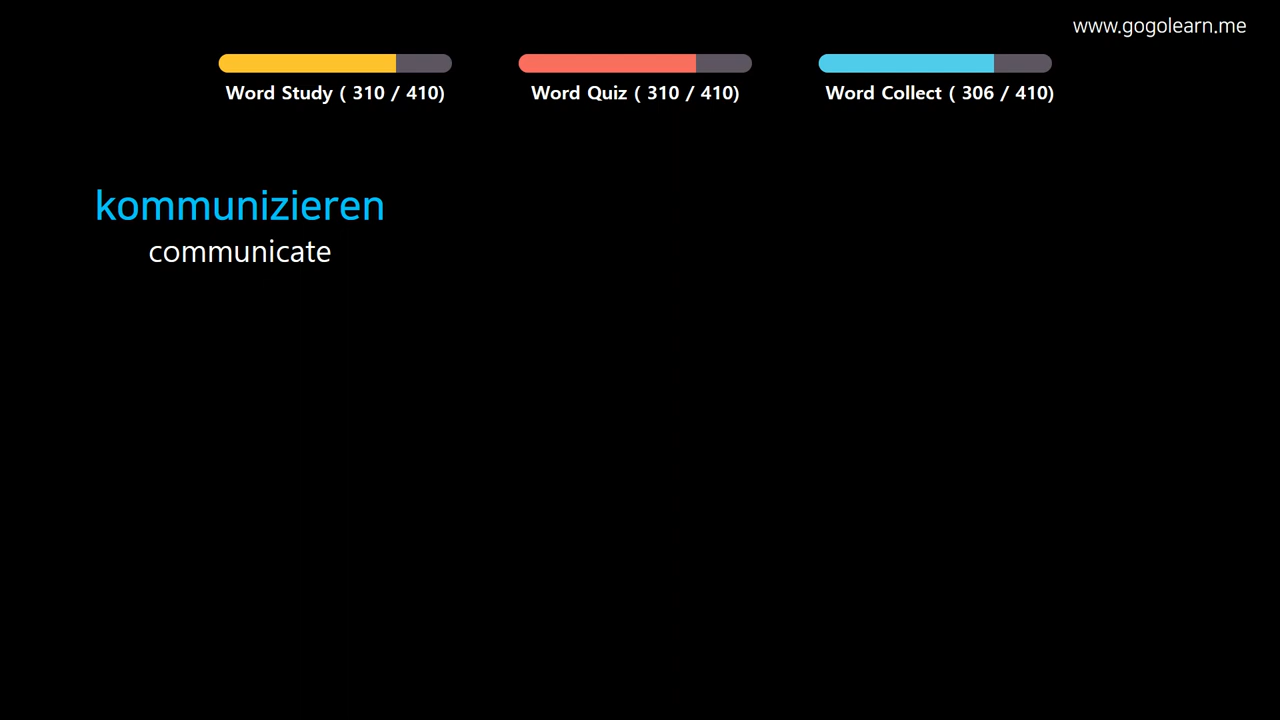 www.gogolearn.me
Word Study ( 310 / 410)
Word Quiz ( 310 / 410)
Word Collect ( 306 / 410)
kommunizieren
communicate